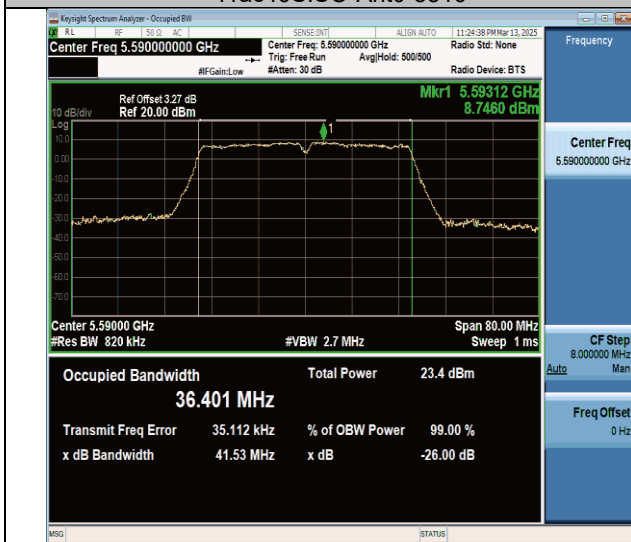 Keysight Spectrum Analyzer - Occupied BW
RL RF 50 Ω AC SENSE:INT ALIGN AUTO 11:24:38 PM Mar 13, 2025
Center Freq 5.590000000 GHz Center Freq: 5.590000000 GHz Radio Std: None Frequency
Trig: Free Run Avg|Hold: 500/500
#IFGain:Low #Atten: 30 dB Radio Device: BTS
Mkr1 5.59312 GHz
Ref Offset 3.27 dB
10 dB/div Ref 20.00 dBm 8.7460 dBm
Log
10.0
1
Center Freq
0.00
5.590000000 GHz
-10.0
-20.0
-30.0
-40.0
-50.0
-60.0
-70.0
Center 5.59000 GHz Span 80.00 MHz
#Res BW 820 kHz #VBW 2.7 MHz Sweep 1 ms
CF Step
8.000000 MHz
Auto Man
Occupied Bandwidth Total Power 23.4 dBm
36.401 MHz
Freq Offset
0 Hz
Transmit Freq Error 35.112 kHz % of OBW Power 99.00 %
x dB Bandwidth 41.53 MHz x dB -26.00 dB
MSG STATUS